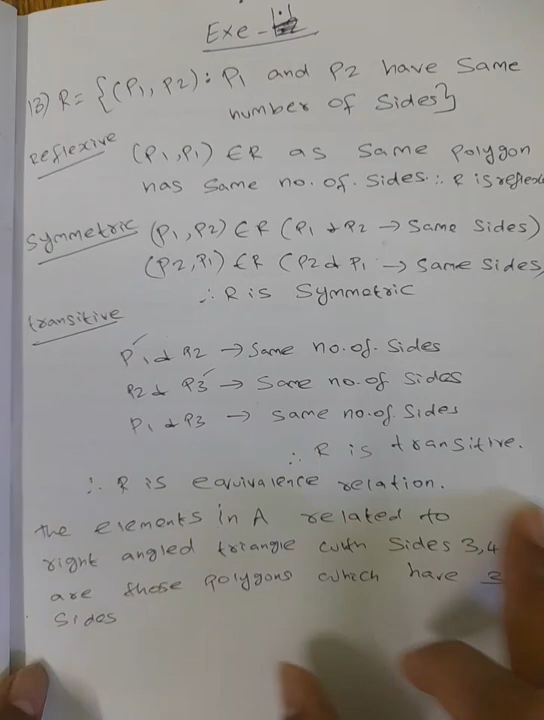 Exe - 1.1
13) R = {(P1, P2) : P1 and P2 have same
number of sides}
Reflexive (P1, P1) ∈ R as same polygon
has same no. of. sides. ∴ R is reflex
Symmetric (P1, P2) ∈ R (P1 & P2 → same sides)
(P2, P1) ∈ R (P2 & P1 → same sides,
∴ R is symmetric
transitive
P1 & P2 → same no. of. sides
P2 & P3 → same no. of sides
P1 & P3 → same no. of sides
∴ R is transitive.
∴ R is equivalence relation.
the elements in A related to
right angled triangle with sides 3,4
are those polygons which have 3
sides